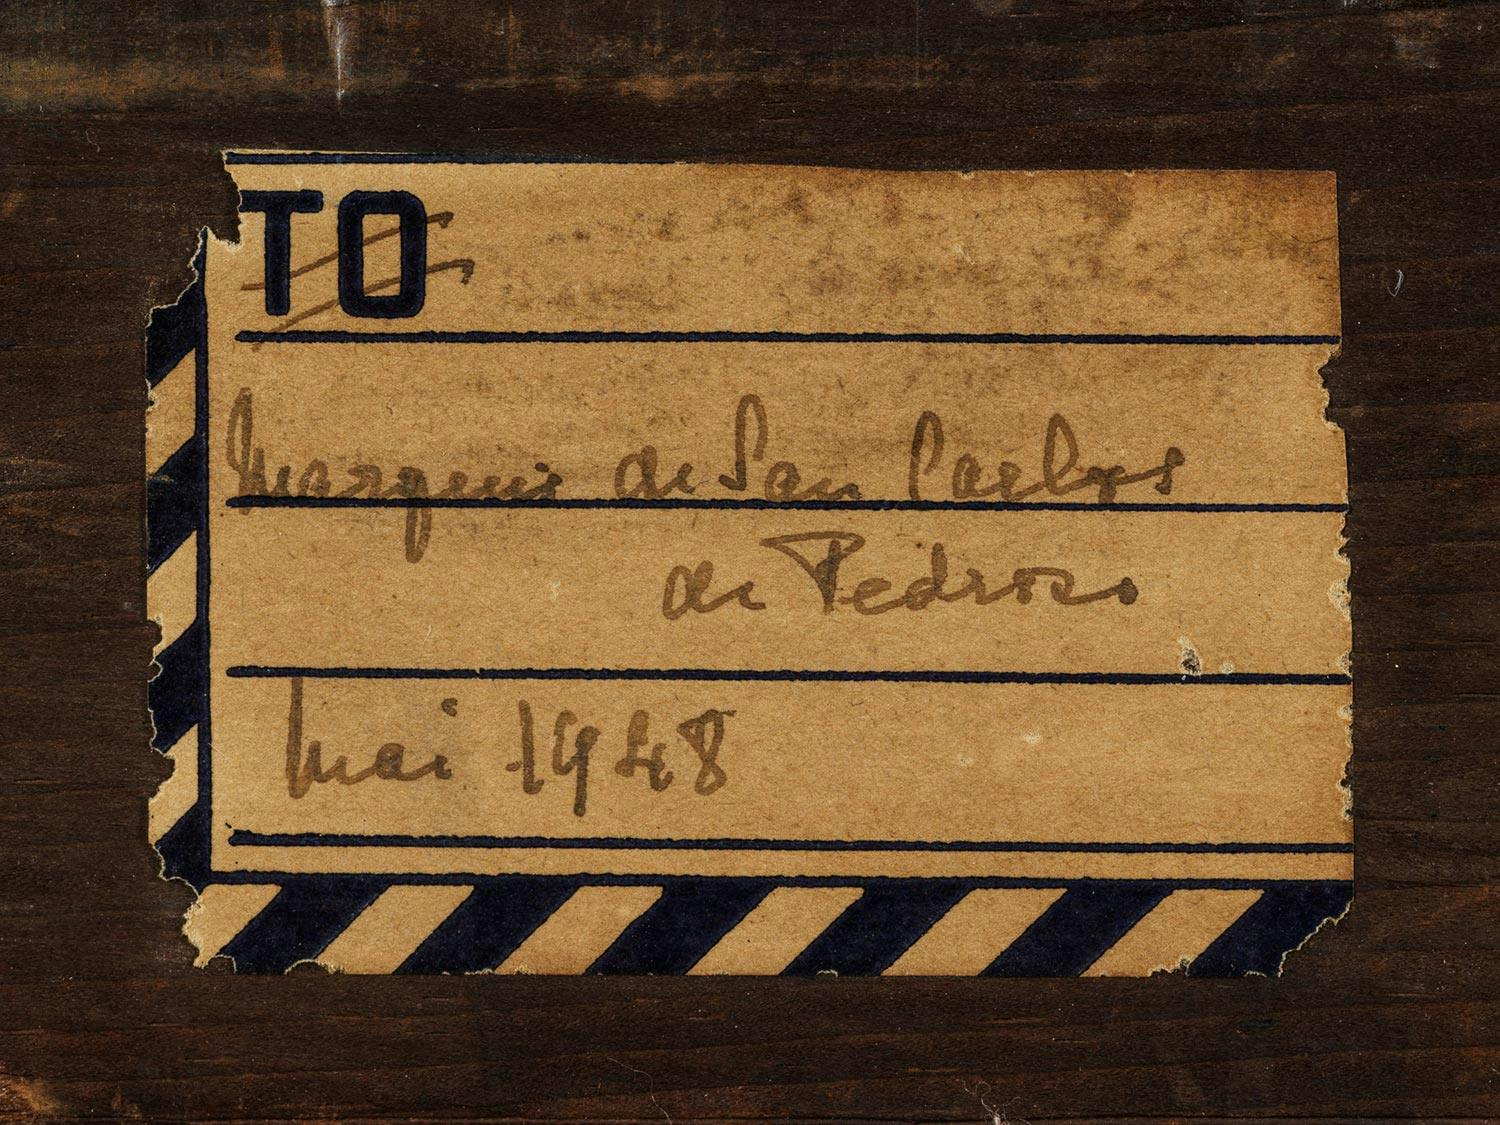 TO
Marquis de San Carlos
de Pedroso
Mai 1948